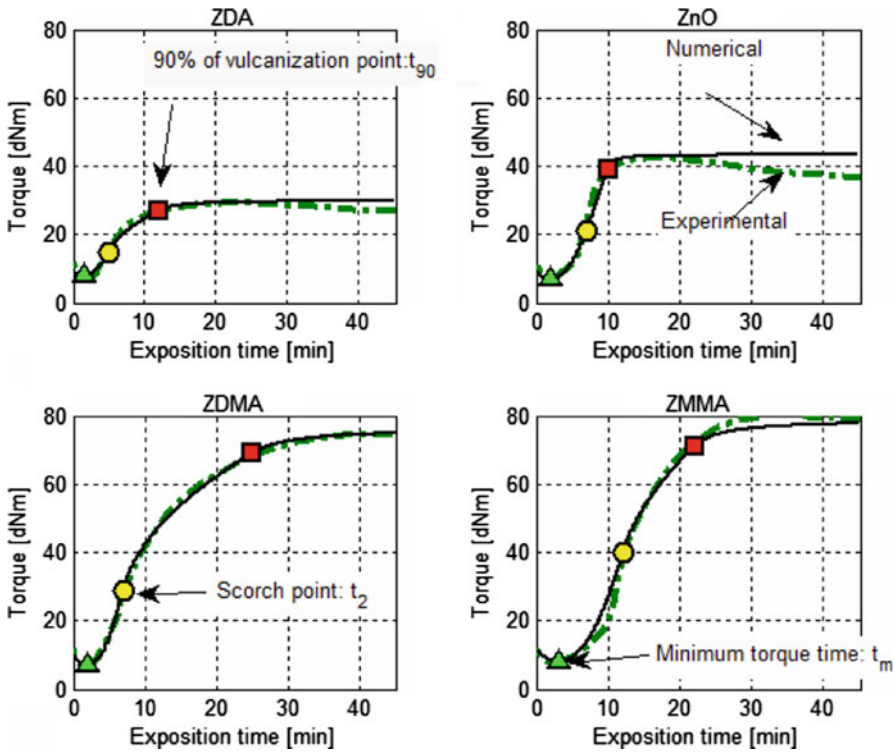 ZDA
90% of vulcanization point:t90
Torque [dNm]
80
60
40
20
0
0 10 20 30 40
Exposition time [min]
ZnO
Numerical
Experimental
Torque [dNm]
80
60
40
20
0
0 10 20 30 40
Exposition time [min]
ZDMA
Scorch point: t2
Torque [dNm]
80
60
40
20
0
0 10 20 30 40
Exposition time [min]
ZMMA
Minimum torque time: tm
Torque [dNm]
80
60
40
20
0
0 10 20 30 40
Exposition time [min]